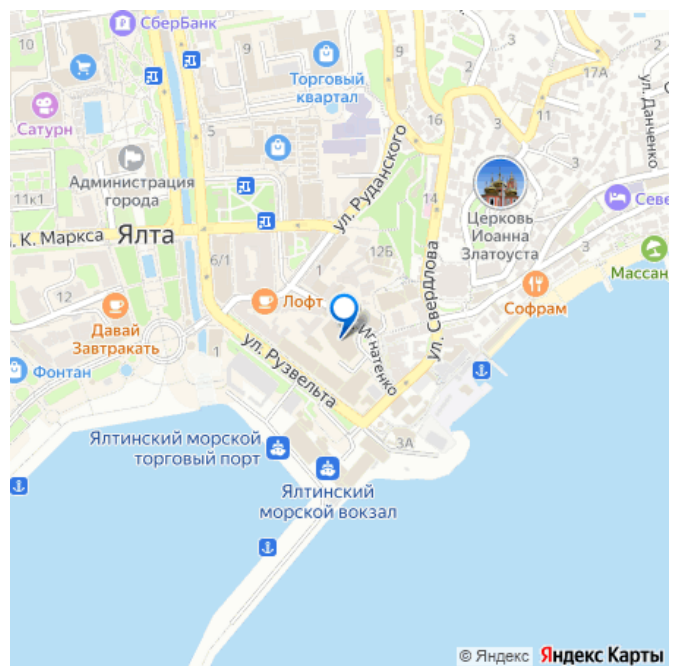 СберБанк
10
9
3
17А
Торговый
квартал
9
ул. Данченко
Сатурн
16
11
Администрация
города
11к1
ул. Руданского
14
Севе
Церковь
Иоанна
Златоуста
К. Маркса
Ялта
12Б
3
6/1
1
Массан
12
Лофт
Софрам
Давай
Завтракать
ул. Свердлова
Игнатенко
1
ул. Рузвельта
Фонтан
3А
Ялтинский морской
торговый порт
Ялтинский
морской вокзал
© Яндекс Яндекс Карты